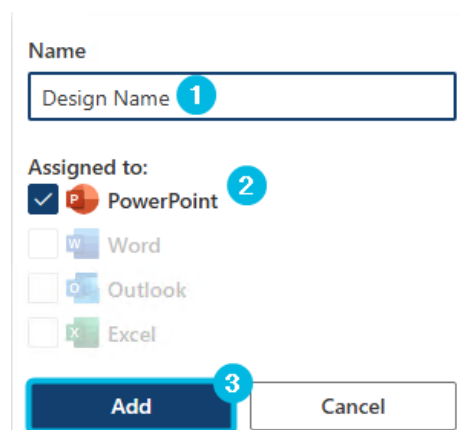 Name
Design Name 1
Assigned to:
2
P PowerPoint
W Word
O Outlook
X Excel
3
Add Cancel